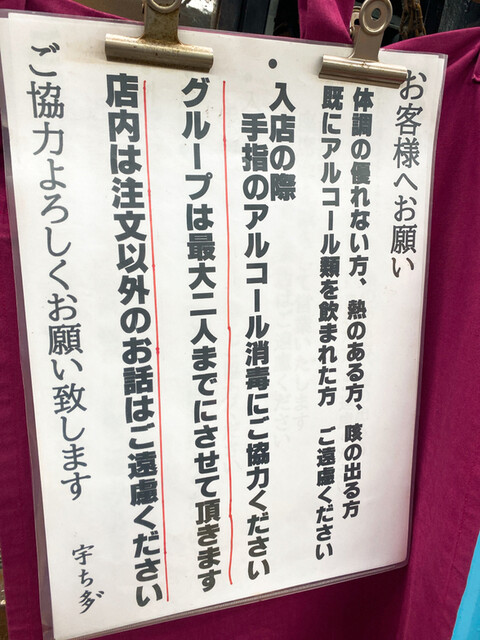 お客様へお願い
体調の優れない方、熱のある方、咳の出る方
既にアルコール類を飲まれた方　ご遠慮ください
・入店の際
手指のアルコール消毒にご協力ください
グループは最大二人までにさせて頂きます
店内は注文以外のお話はご遠慮ください
ご協力よろしくお願い致します
宇ち多゙